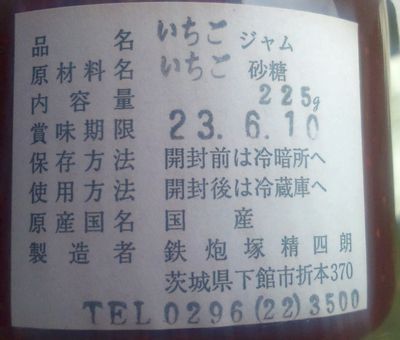 品名 いちご ジャム
原材料名 いちご 砂糖
内容量 225g
賞味期限 23.6.10
保存方法 開封前は冷暗所へ
使用方法 開封後は冷蔵庫へ
原産国名 国産
製造者 鉄炮塚精四朗
茨城県下館市折本370
TEL 0296(22)3500